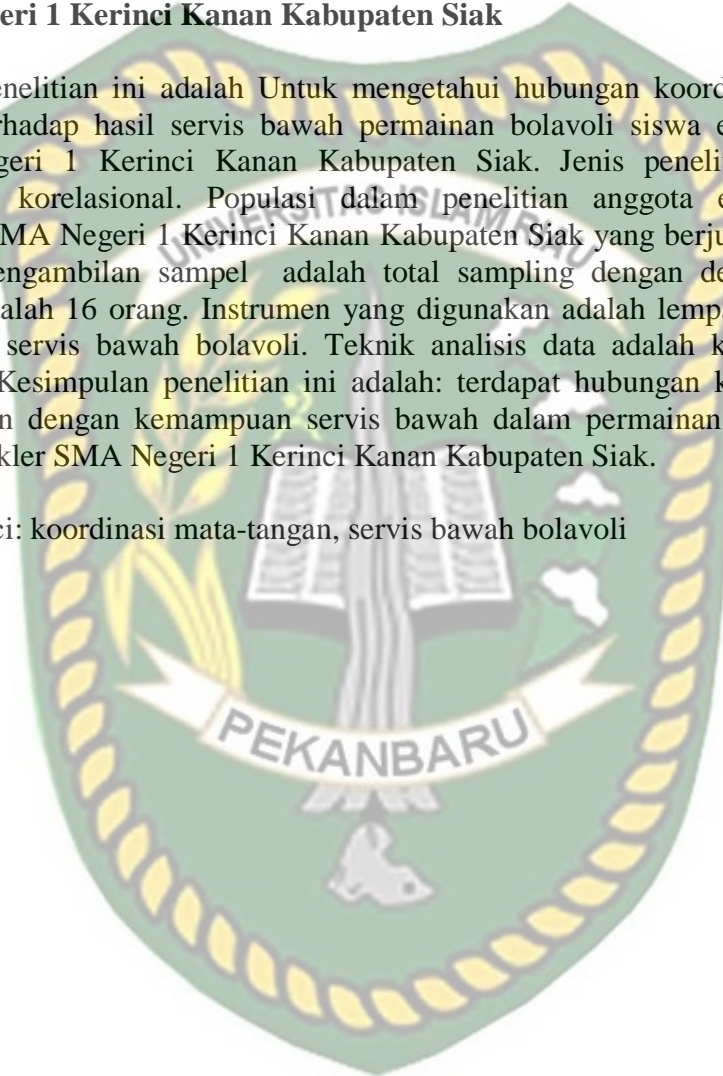 eri 1 Kerinci Kanan Kabupaten Siak
enelitian ini adalah Untuk mengetahui hubungan koord
rhadap hasil servis bawah permainan bolavoli siswa e
geri 1 Kerinci Kanan Kabupaten Siak. Jenis penelit
korelasional. Populasi dalam penelitian anggota e
SMA Negeri 1 Kerinci Kanan Kabupaten Siak yang berju
engambilan sampel adalah total sampling dengan de
alah 16 orang. Instrumen yang digunakan adalah lempa
servis bawah bolavoli. Teknik analisis data adalah k
Kesimpulan penelitian ini adalah: terdapat hubungan k
n dengan kemampuan servis bawah dalam permainan
kler SMA Negeri 1 Kerinci Kanan Kabupaten Siak.
ci: koordinasi mata-tangan, servis bawah bolavoli
UNIVERSITAS ISLAM RIAU
PEKANBARU